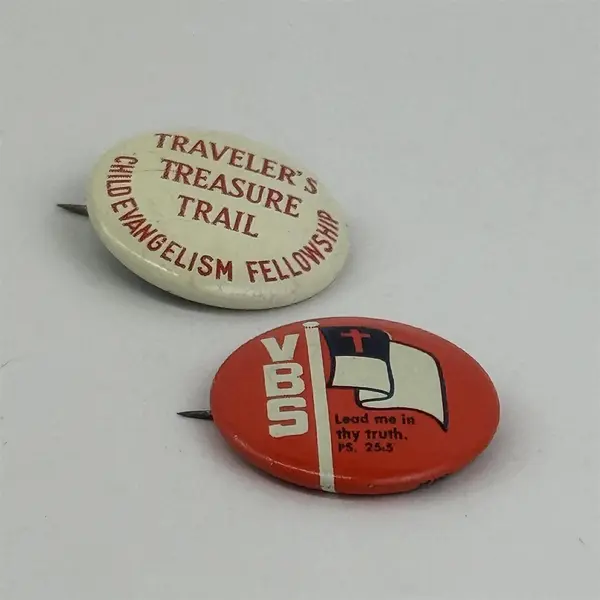 TRAVELER'S
TREASURE
TRAIL
CHILD EVANGELISM FELLOWSHIP
VBS
Lead me in
thy truth.
PS. 25:5